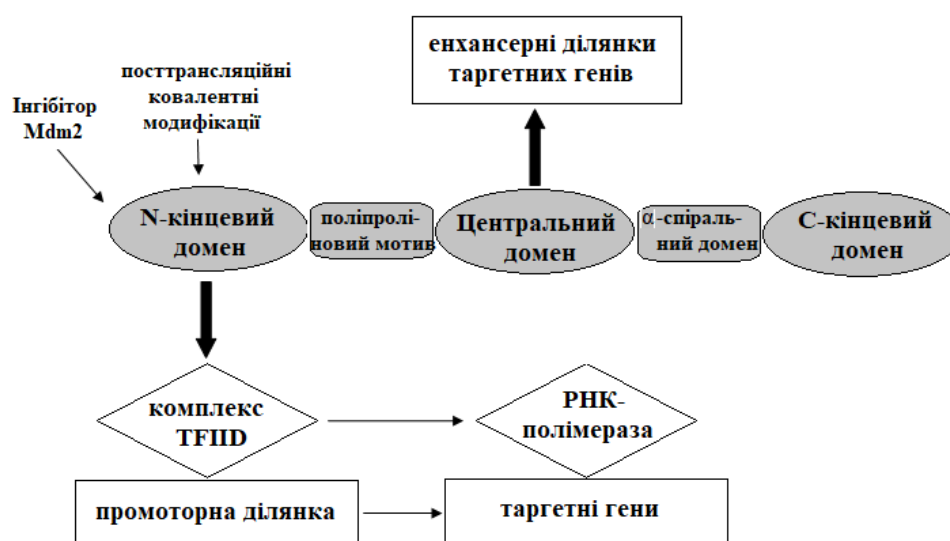 енхансерні ділянки
таргетних генів
посттрансляційні
ковалентні
модифікації
Інгібітор
Mdm2
N-кінцевий
домен
поліпролі-
новий мотив
Центральний
домен
α-спіраль-
ний домен
С-кінцевий
домен
комплекс
TFIID
РНК-
полімераза
промоторна ділянка
таргетні гени